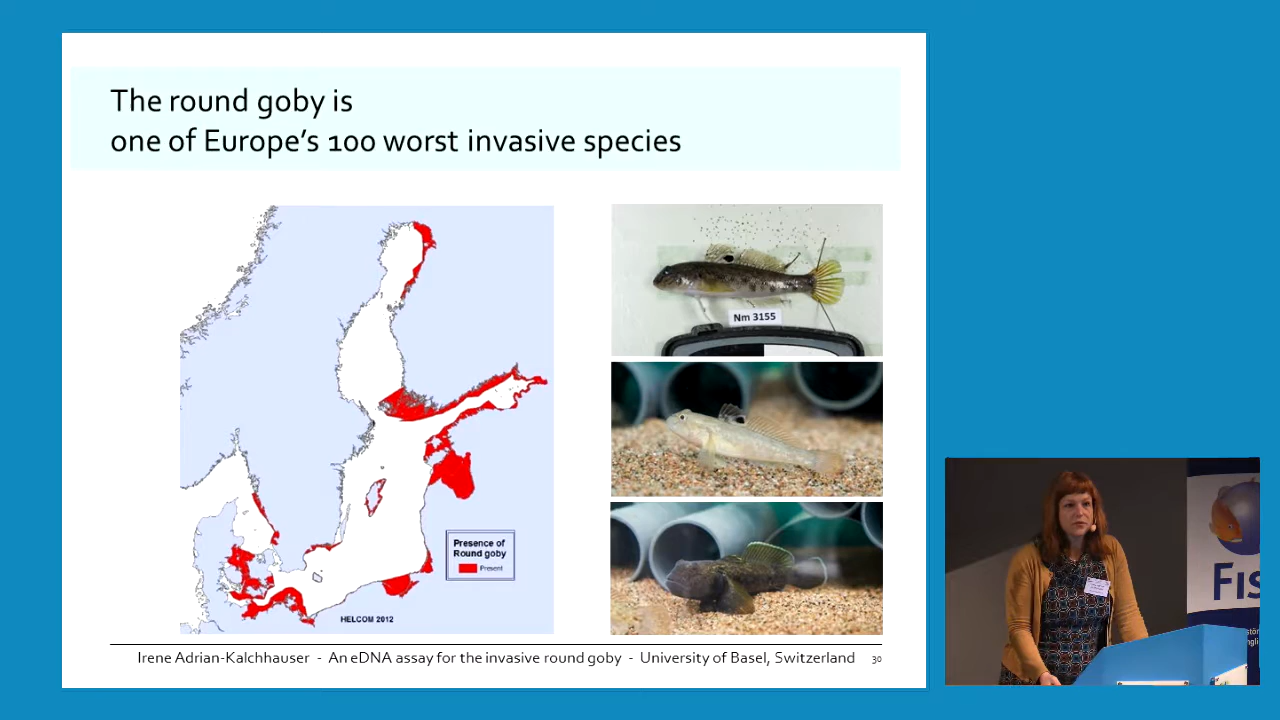 The round goby is
one of Europe's 100 worst invasive species
Nm 3155
Presence of
Round goby
Present
HELCOM 2012
Irene Adrian-Kalchhauser - An eDNA assay for the invasive round goby - University of Basel, Switzerland 30
Fis